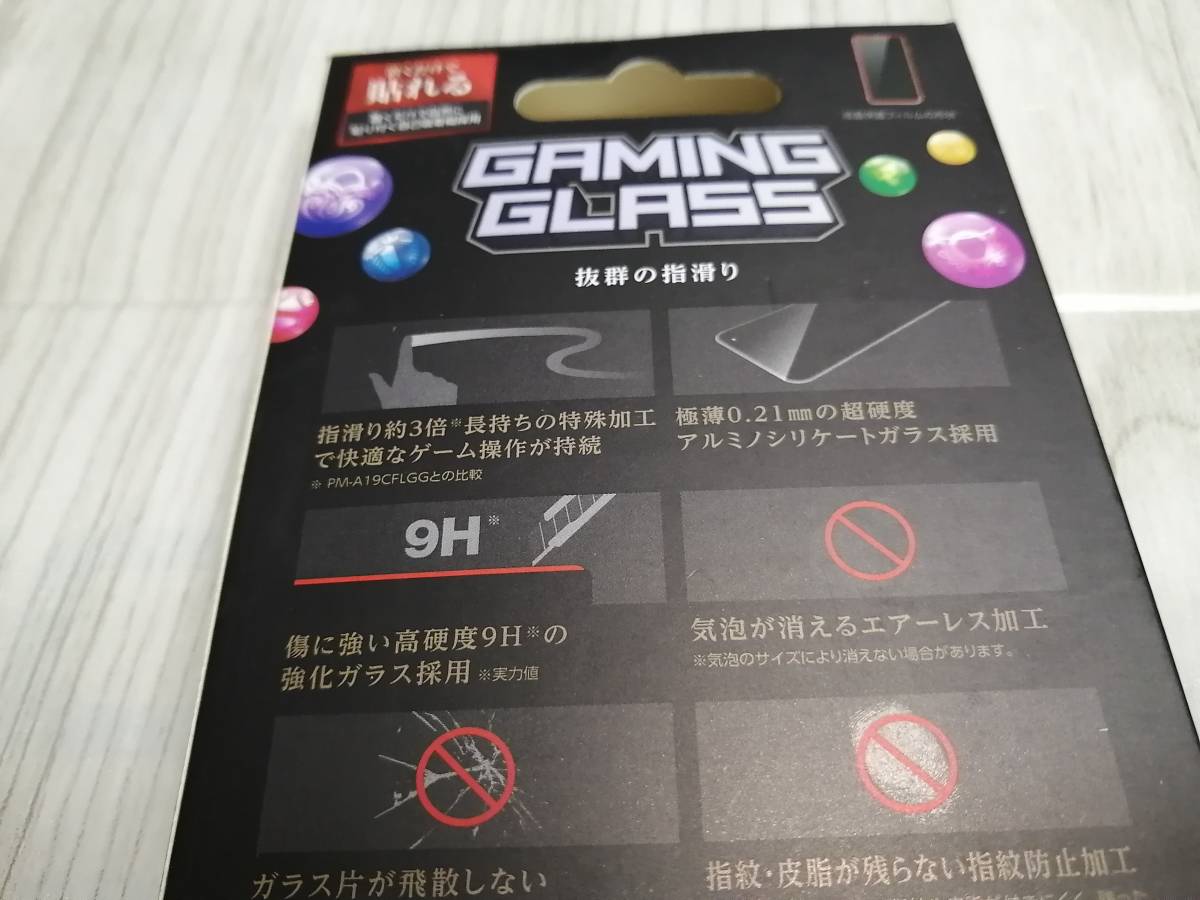 貼れる
GAMING
GLASS
抜群の指滑り
指滑り約3倍※長持ちの特殊加工
で快適なゲーム操作が持続
※ PM-A19CFLGGとの比較
極薄0.21㎜の超硬度
アルミノシリケートガラス採用
9H※
傷に強い高硬度9H※の
強化ガラス採用 ※実力値
気泡が消えるエアーレス加工
※気泡のサイズにより消えない場合があります。
ガラス片が飛散しない
指紋・皮脂が残らない指紋防止加工